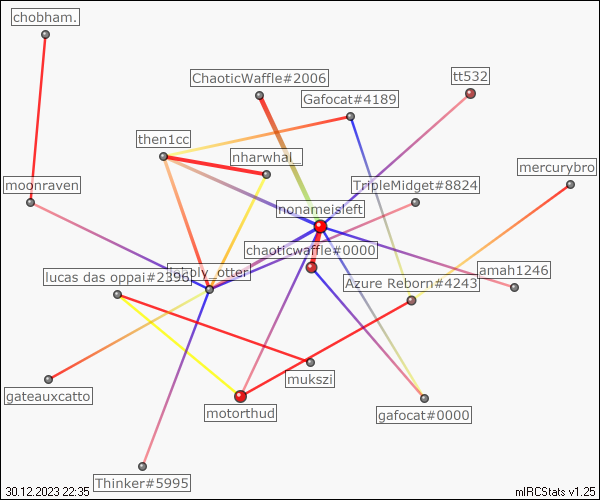 chobham.
ChaoticWaffle#2006
tt532
Gafocat#4189
then1cc
nharwhal_
mercurybro
moonraven
TripleMidget#8824
nonameisleft
chaoticwaffle#0000
lucas das oppai#2396
_otter
Azure Reborn#4243
amah1246
mukszi
gateauxcatto
motorthud
gafocat#0000
Thinker#5995
30.12.2023 22:35
mIRCStats v1.25